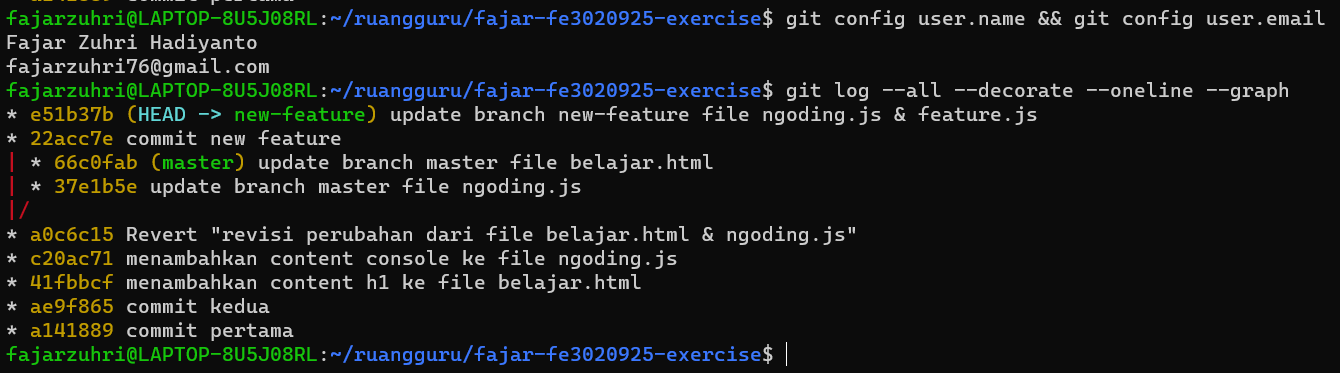 fajarzuhri@LAPTOP-8U5J08RL:~/ruangguru/fajar-fe3020925-exercise$ git config user.name && git config user.email
Fajar Zuhri Hadiyanto
fajarzuhri76@gmail.com
fajarzuhri@LAPTOP-8U5J08RL:~/ruangguru/fajar-fe3020925-exercise$ git log --all --decorate --oneline --graph
* e51b37b (HEAD -> new-feature) update branch new-feature file ngoding.js & feature.js
* 22acc7e commit new feature
| * 66c0fab (master) update branch master file belajar.html
| * 37e1b5e update branch master file ngoding.js
|/
* a0c6c15 Revert "revisi perubahan dari file belajar.html & ngoding.js"
* c20ac71 menambahkan content console ke file ngoding.js
* 41fbbcf menambahkan content h1 ke file belajar.html
* ae9f865 commit kedua
* a141889 commit pertama
fajarzuhri@LAPTOP-8U5J08RL:~/ruangguru/fajar-fe3020925-exercise$